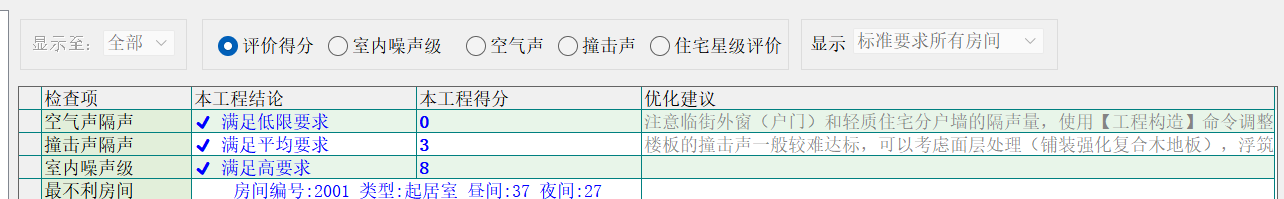 显示至: 全部 评价得分 室内噪声级 空气声 撞击声 住宅星级评价 显示 标准要求所有房间
检查项 本工程结论 本工程得分 优化建议
空气声隔声 ✔ 满足低限要求 0 注意临街外窗（户门）和轻质住宅分户墙的隔声量，使用【工程构造】命令调整
撞击声隔声 ✔ 满足平均要求 3 楼板的撞击声一般较难达标，可以考虑面层处理（铺装强化复合木地板），浮筑
室内噪声级 ✔ 满足高要求 8
最不利房间 房间编号:2001 类型:起居室 昼间:37 夜间:27